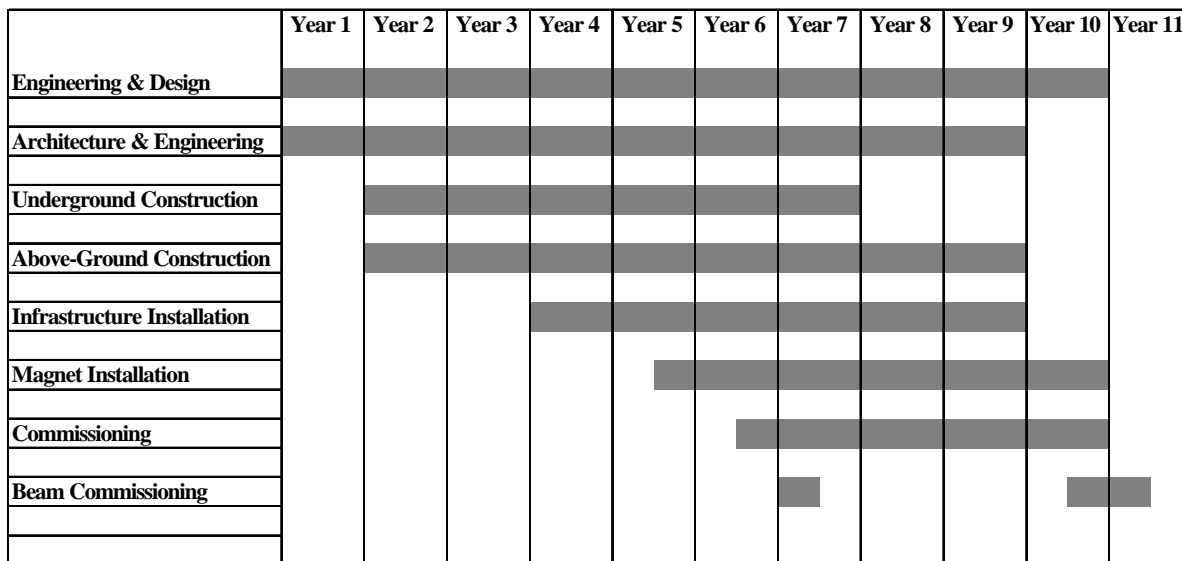 Year 1 Year 2 Year 3 Year 4 Year 5 Year 6 Year 7 Year 8 Year 9 Year 10 Year 11
Engineering & Design
Architecture & Engineering
Underground Construction
Above-Ground Construction
Infrastructure Installation
Magnet Installation
Commissioning
Beam Commissioning